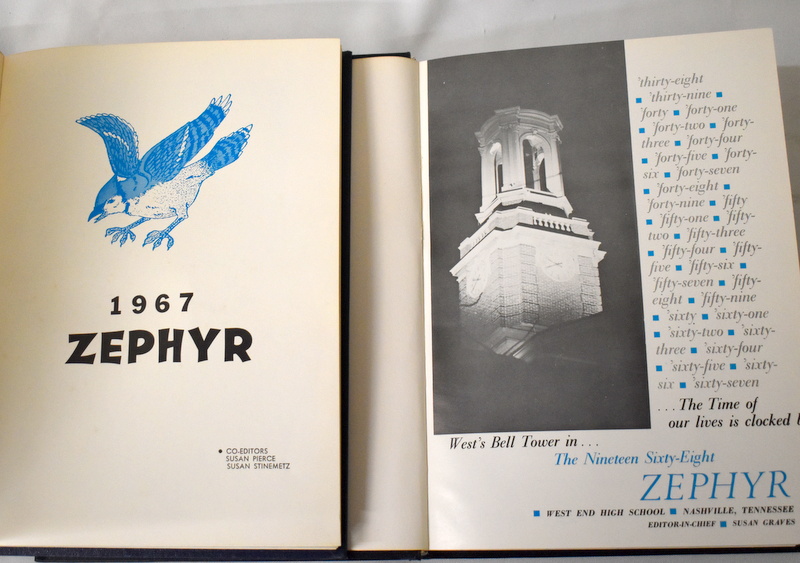 1967
ZEPHYR
• CO-EDITORS
SUSAN PIERCE
SUSAN STINEMETZ
'thirty-eight
■ 'thirty-nine ■
'forty ■ 'forty-one
■ 'forty-two ■ 'forty-
three ■ 'forty-four
■ 'forty-five ■ 'forty-
six ■ 'forty-seven
■ 'forty-eight ■
'forty-nine ■ 'fifty
■ 'fifty-one ■ 'fifty-
two ■ 'fifty-three
■ 'fifty-four ■ 'fifty-
five ■ 'fifty-six ■
'fifty-seven ■ 'fifty-
eight ■ 'fifty-nine
■ 'sixty ■ 'sixty-one
■ 'sixty-two ■ 'sixty-
three ■ 'sixty-four
■ 'sixty-five ■ 'sixty-
six ■ 'sixty-seven
...The Time of
our lives is clocked
West's Bell Tower in...
The Nineteen Sixty-Eight
ZEPHYR
■ WEST END HIGH SCHOOL ■ NASHVILLE, TENNESSEE
EDITOR-IN-CHIEF ■ SUSAN GRAVES